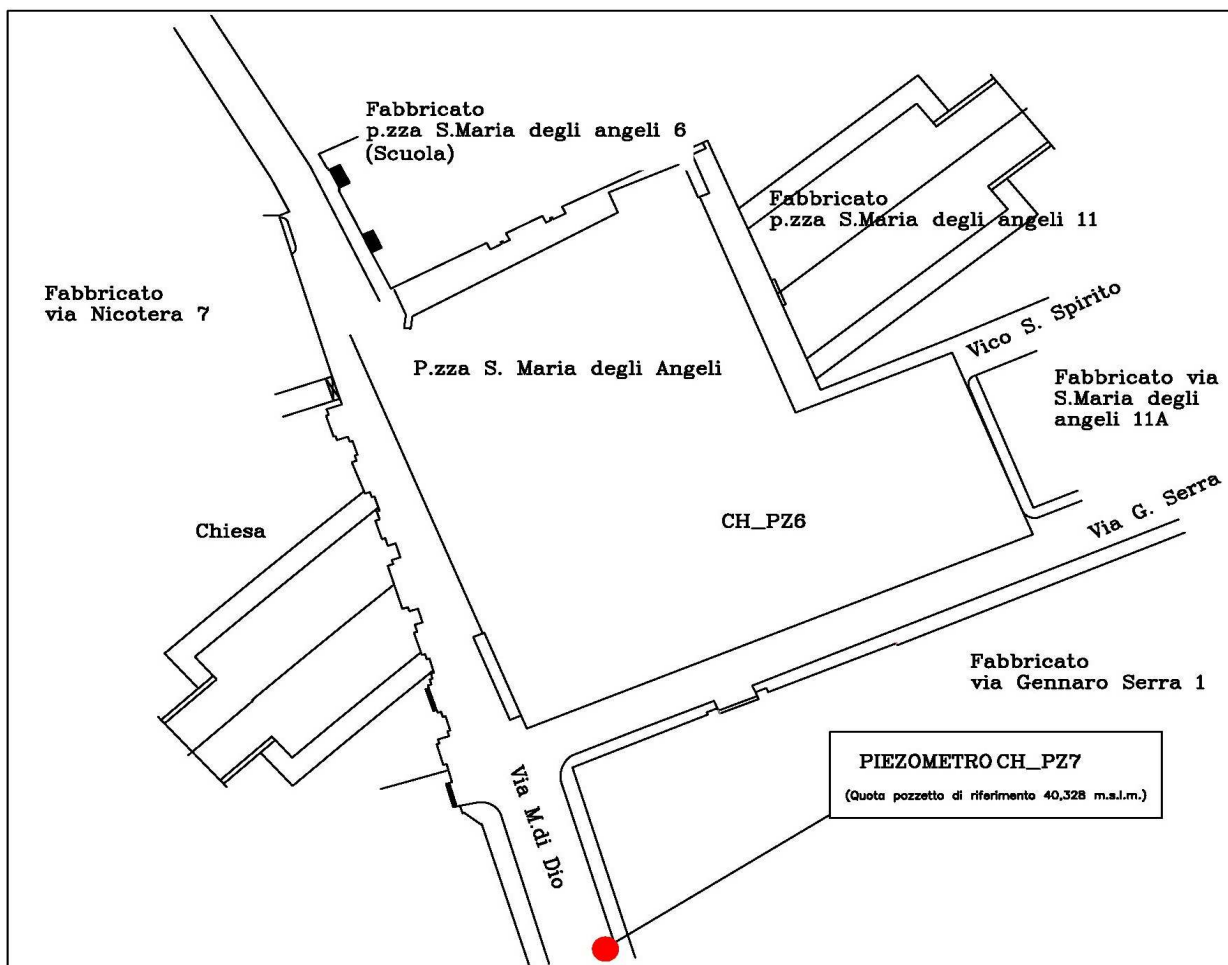 Fabbricato
p.zza S.Maria degli angeli 6
(Scuola)
Fabbricato
p.zza S.Maria degli angeli 11
Fabbricato
via Nicotera 7
Vico S. Spirito
P.zza S. Maria degli Angeli
Fabbricato via
S.Maria degli
angeli 11A
Via G. Serra
CH_PZ6
Chiesa
Fabbricato
via Gennaro Serra 1
PIEZOMETRO CH_PZ7
(Quota pozzetto di riferimento 40,328 m.s.l.m.)
Via M.di Dio